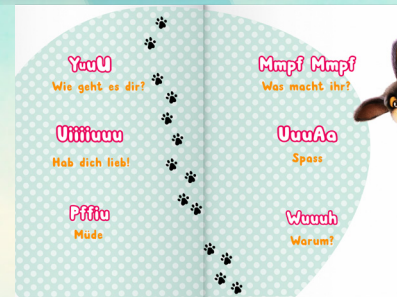 YuuU
Wie geht es dir?
Uiiiiuuu
Hab dich lieb!
Pffiu
Müde
Mmpf Mmpf
Was macht ihr?
UuuAa
Spass
Wuuuh
Warum?